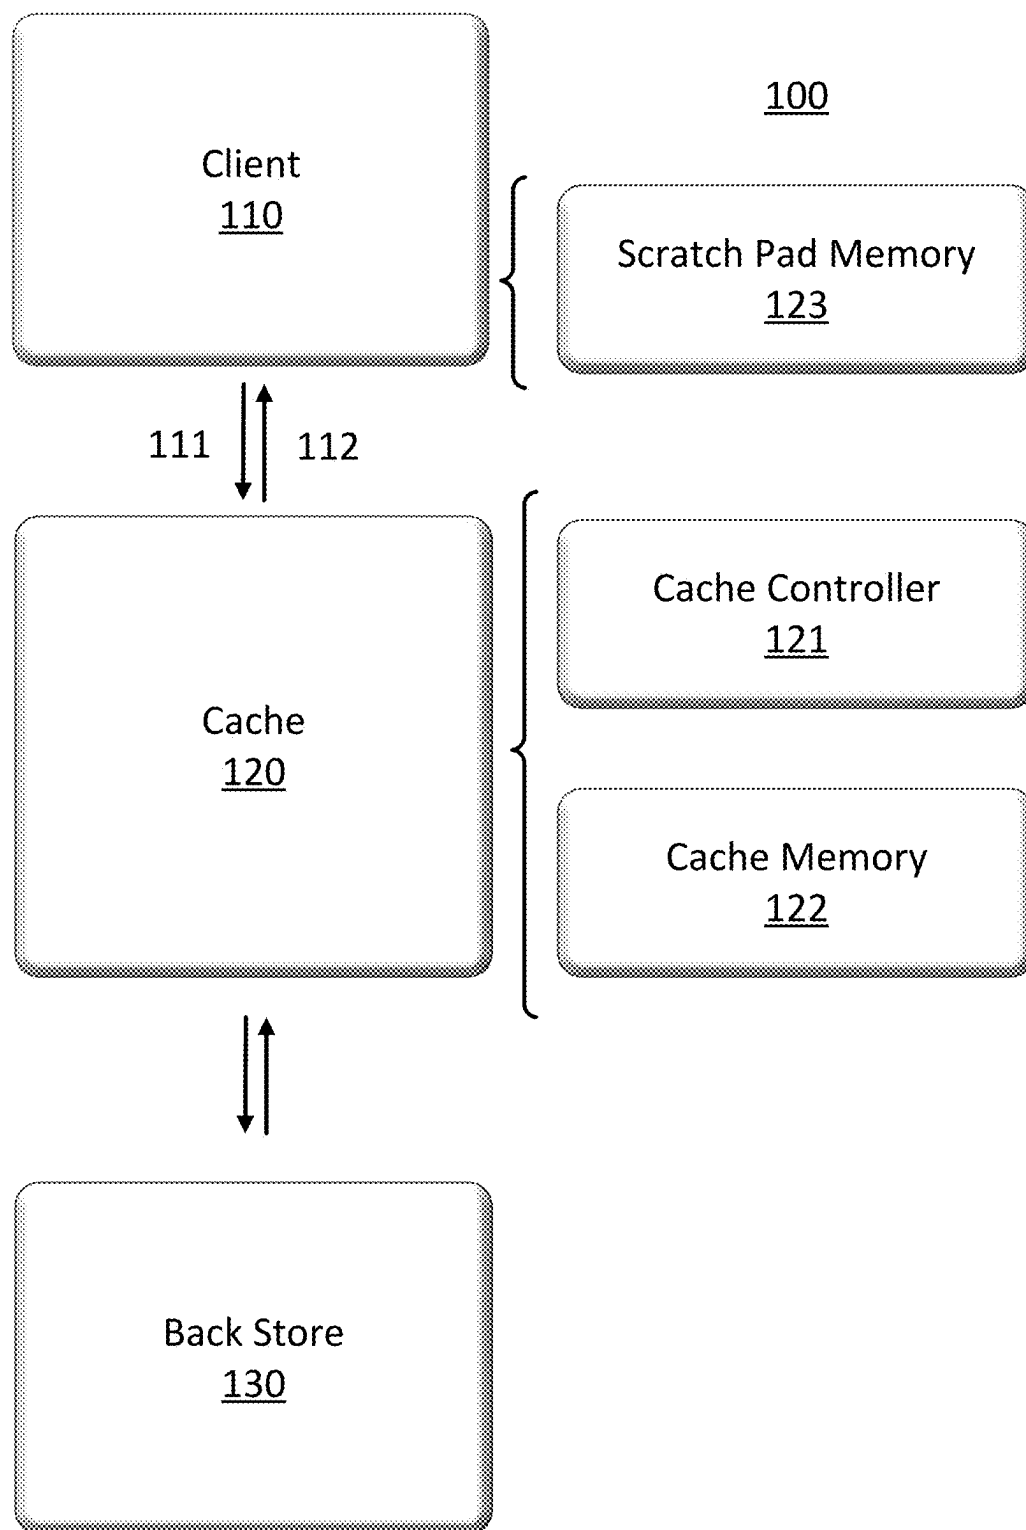 100
Client
110
Scratch Pad Memory
123
111
112
Cache Controller
121
Cache
120
Cache Memory
122
Back Store
130